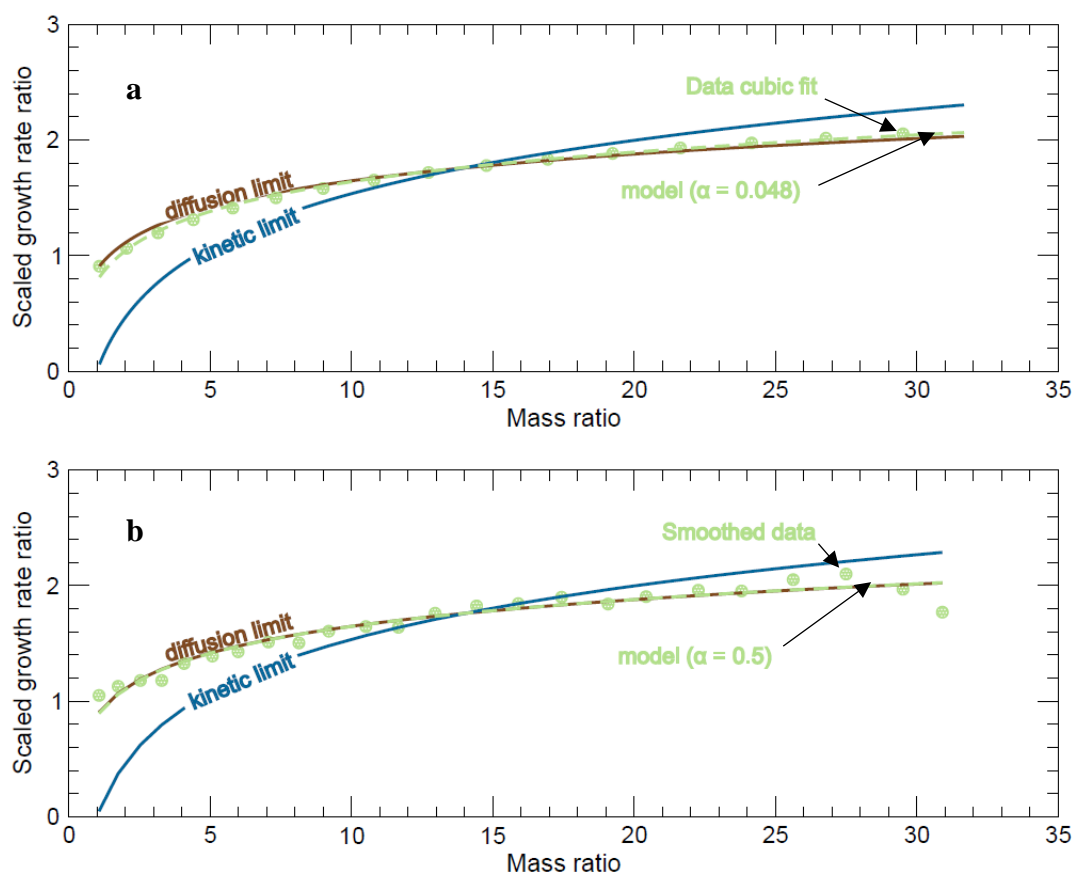 3
a
Data cubic fit
2
diffusion limit
model (α = 0.048)
kinetic limit
1
Scaled growth rate ratio
0
0 5 10 15 20 25 30 35
Mass ratio
3
b
Smoothed data
2
diffusion limit
model (α = 0.5)
kinetic limit
1
Scaled growth rate ratio
0
0 5 10 15 20 25 30 35
Mass ratio